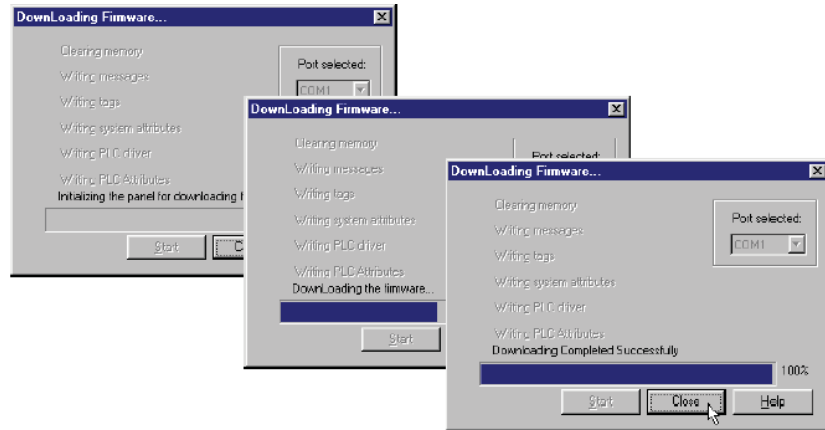 DownLoading Firmware...
Clearing memory
Writing messages
Writing tags
Writing system attributes
Writing PLC driver
Writing PLC Attributes
Initializing the panel for downloading
Port selected:
COM1
Start
DownLoading Firmware...
Clearing memory
Writing messages
Writing tags
Writing system attributes
Writing PLC driver
Writing PLC Attributes
DownLoading the firmware...
Port selected:
Start
DownLoading Firmware...
Clearing memory
Writing messages
Writing tags
Writing system attributes
Writing PLC driver
Writing PLC Attributes
Downloading Completed Successfully
Port selected:
COM1
100%
Start Close Help